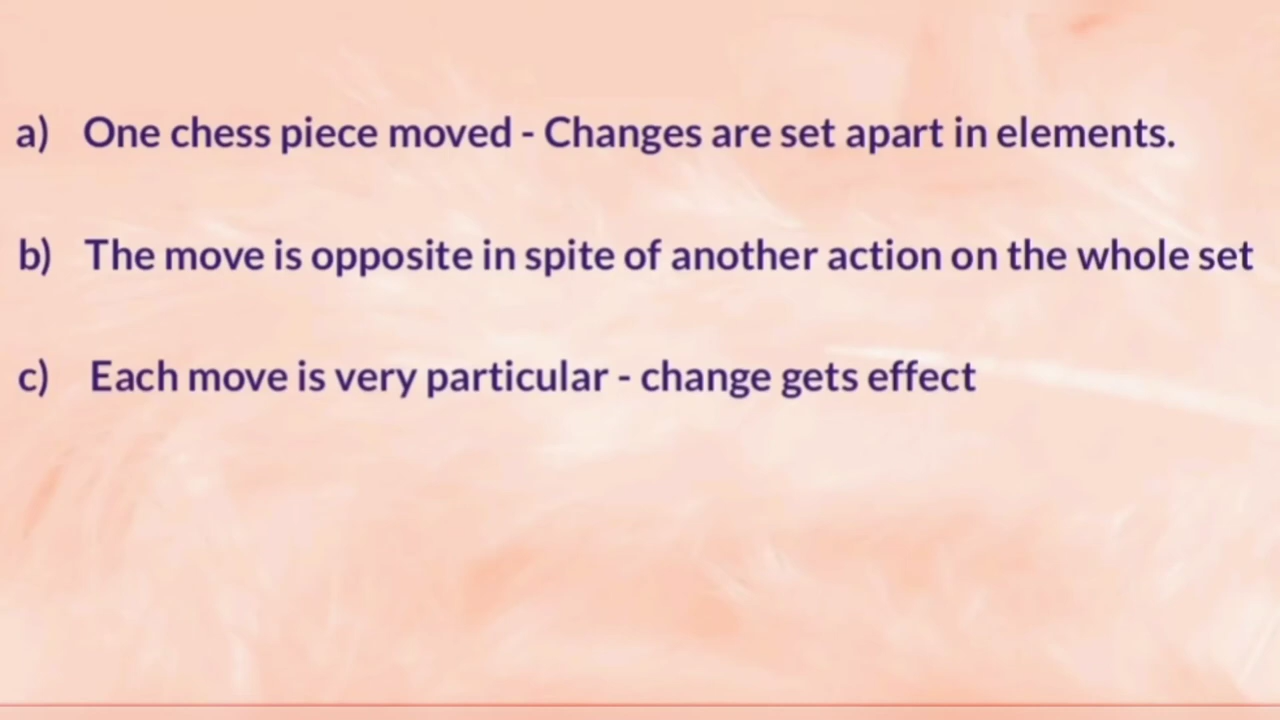 a) One chess piece moved - Changes are set apart in elements.
b) The move is opposite in spite of another action on the whole set
c) Each move is very particular - change gets effect